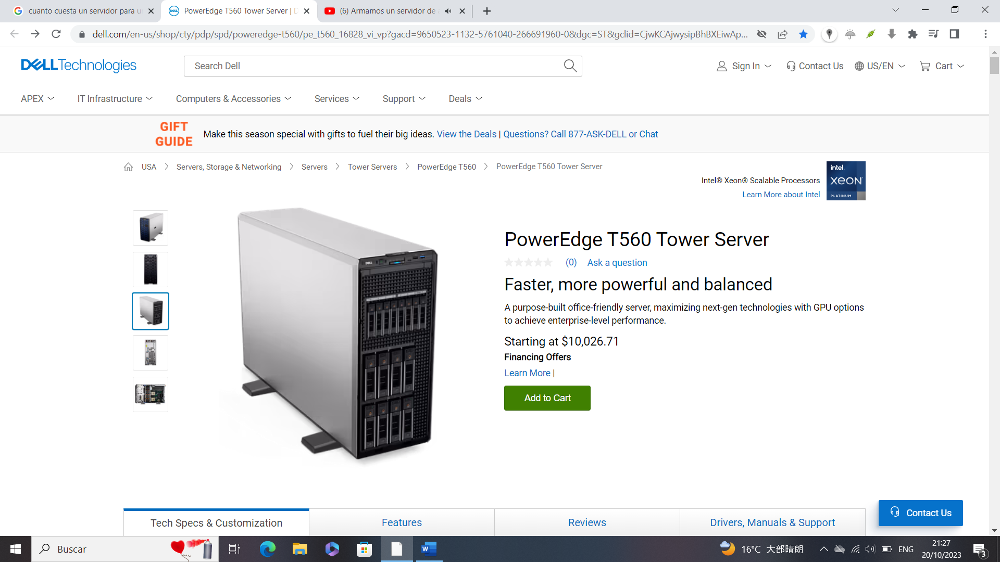 cuanto cuesta un servidor para u
PowerEdge T560 Tower Server | D
(6) Armamos un servidor de a
dell.com/en-us/shop/cty/pdp/spd/poweredge-t560/pe_t560_16828_vi_vp?gacd=9650523-1132-5761040-266691960-0&dgc=ST&gclid=CjwKCAjwysipBhBXEiwAp...
DELL Technologies
Search Dell
Sign In
Contact Us
US/EN
Cart
APEX
IT Infrastructure
Computers & Accessories
Services
Support
Deals
GIFT
GUIDE
Make this season special with gifts to fuel their big ideas. View the Deals | Questions? Call 877-ASK-DELL or Chat
USA
Servers, Storage & Networking
Servers
Tower Servers
PowerEdge T560
PowerEdge T560 Tower Server
Intel® Xeon® Scalable Processors
Learn More about Intel
intel.
XEON
PLATINUM
PowerEdge T560 Tower Server
(0)
Ask a question
Faster, more powerful and balanced
A purpose-built office-friendly server, maximizing next-gen technologies with GPU options
to achieve enterprise-level performance.
Starting at $10,026.71
Financing Offers
Learn More |
Add to Cart
DELL
Tech Specs & Customization
Features
Reviews
Drivers, Manuals & Support
Contact Us
Buscar
16°C 大部晴朗
ENG
21:27
20/10/2023
3